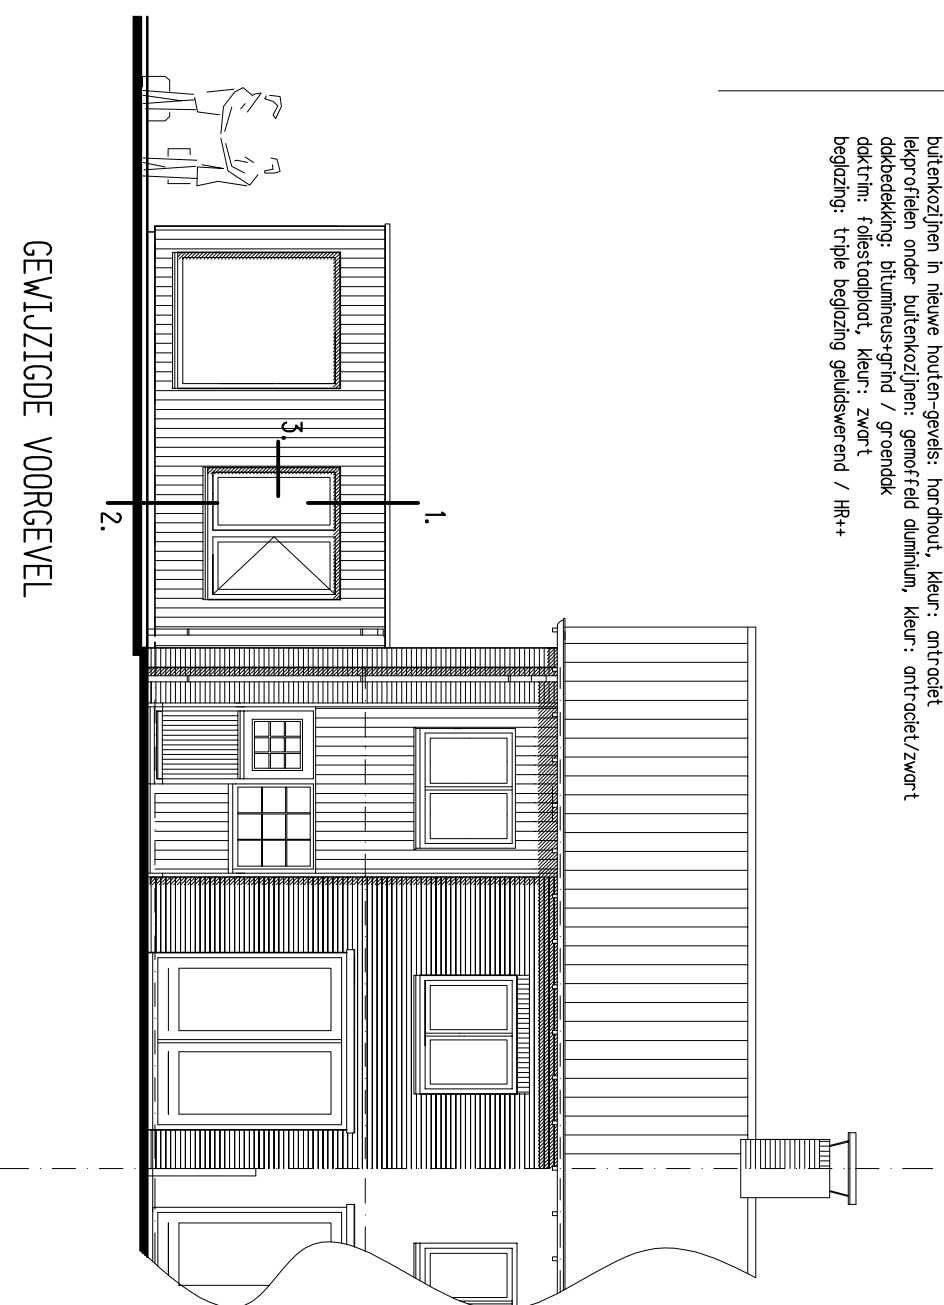 buitenkozijnen in nieuwe houten-gevels: hardhout, kleur: antraciet
lekprofielen onder buitenkozijnen: gemoffeld aluminium, kleur: antraciet/zwart
dakbedekking: bitumineus+grind / groendak
daktrim: foliestaalplaat, kleur: zwart
beglazing: triple beglazing geluidswerend / HR++
1.
3.
2.
GEWIJZIGDE VOORGEVEL